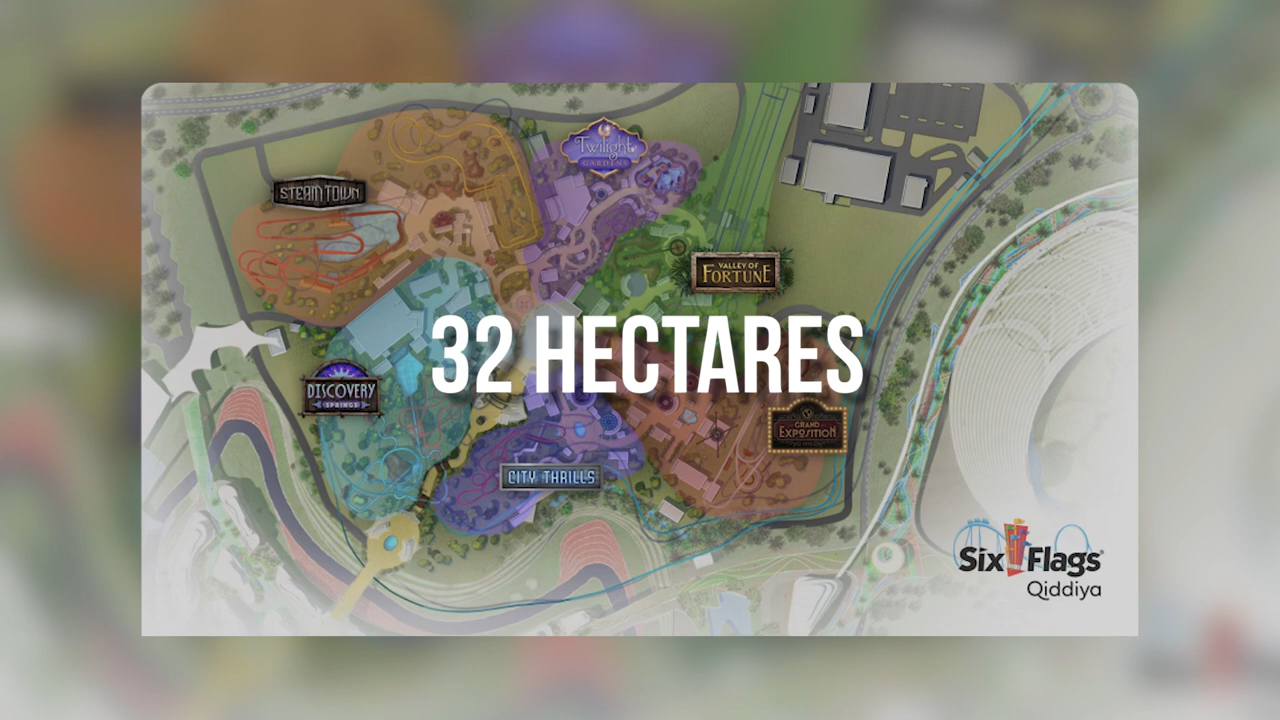 Twilight
GARDENS
STEAM TOWN
VALLEY OF
FORTUNE
32 HECTARES
DISCOVERY
SPRINGS
GRAND
EXPOSITION
CITY THRILLS
Six Flags
Qiddiya